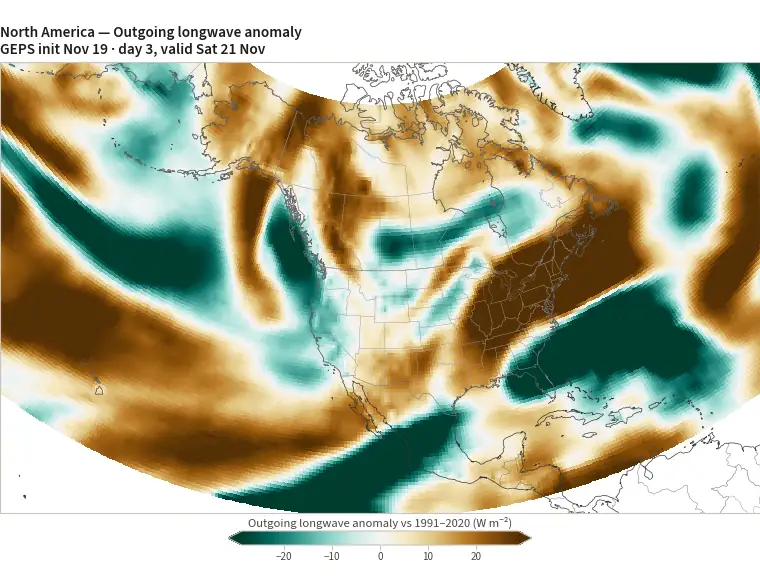 North America — Outgoing longwave anomaly
GEPS init Nov 19 · day 3, valid Sat 21 Nov
Outgoing longwave anomaly vs 1991–2020 (W m⁻²)
−20 −10 0 10 20